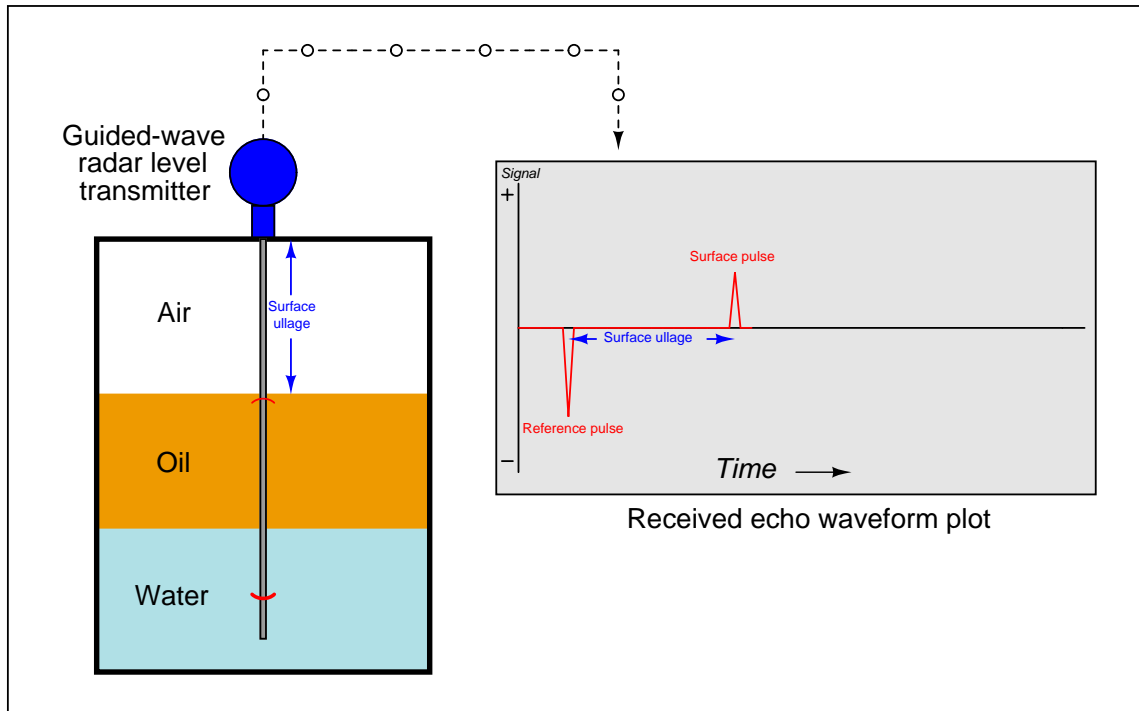 Guided-wave
radar level
transmitter
Air
Surface
ullage
Oil
Water
Signal
+
Surface pulse
Surface ullage
Reference pulse
−
Time
Received echo waveform plot